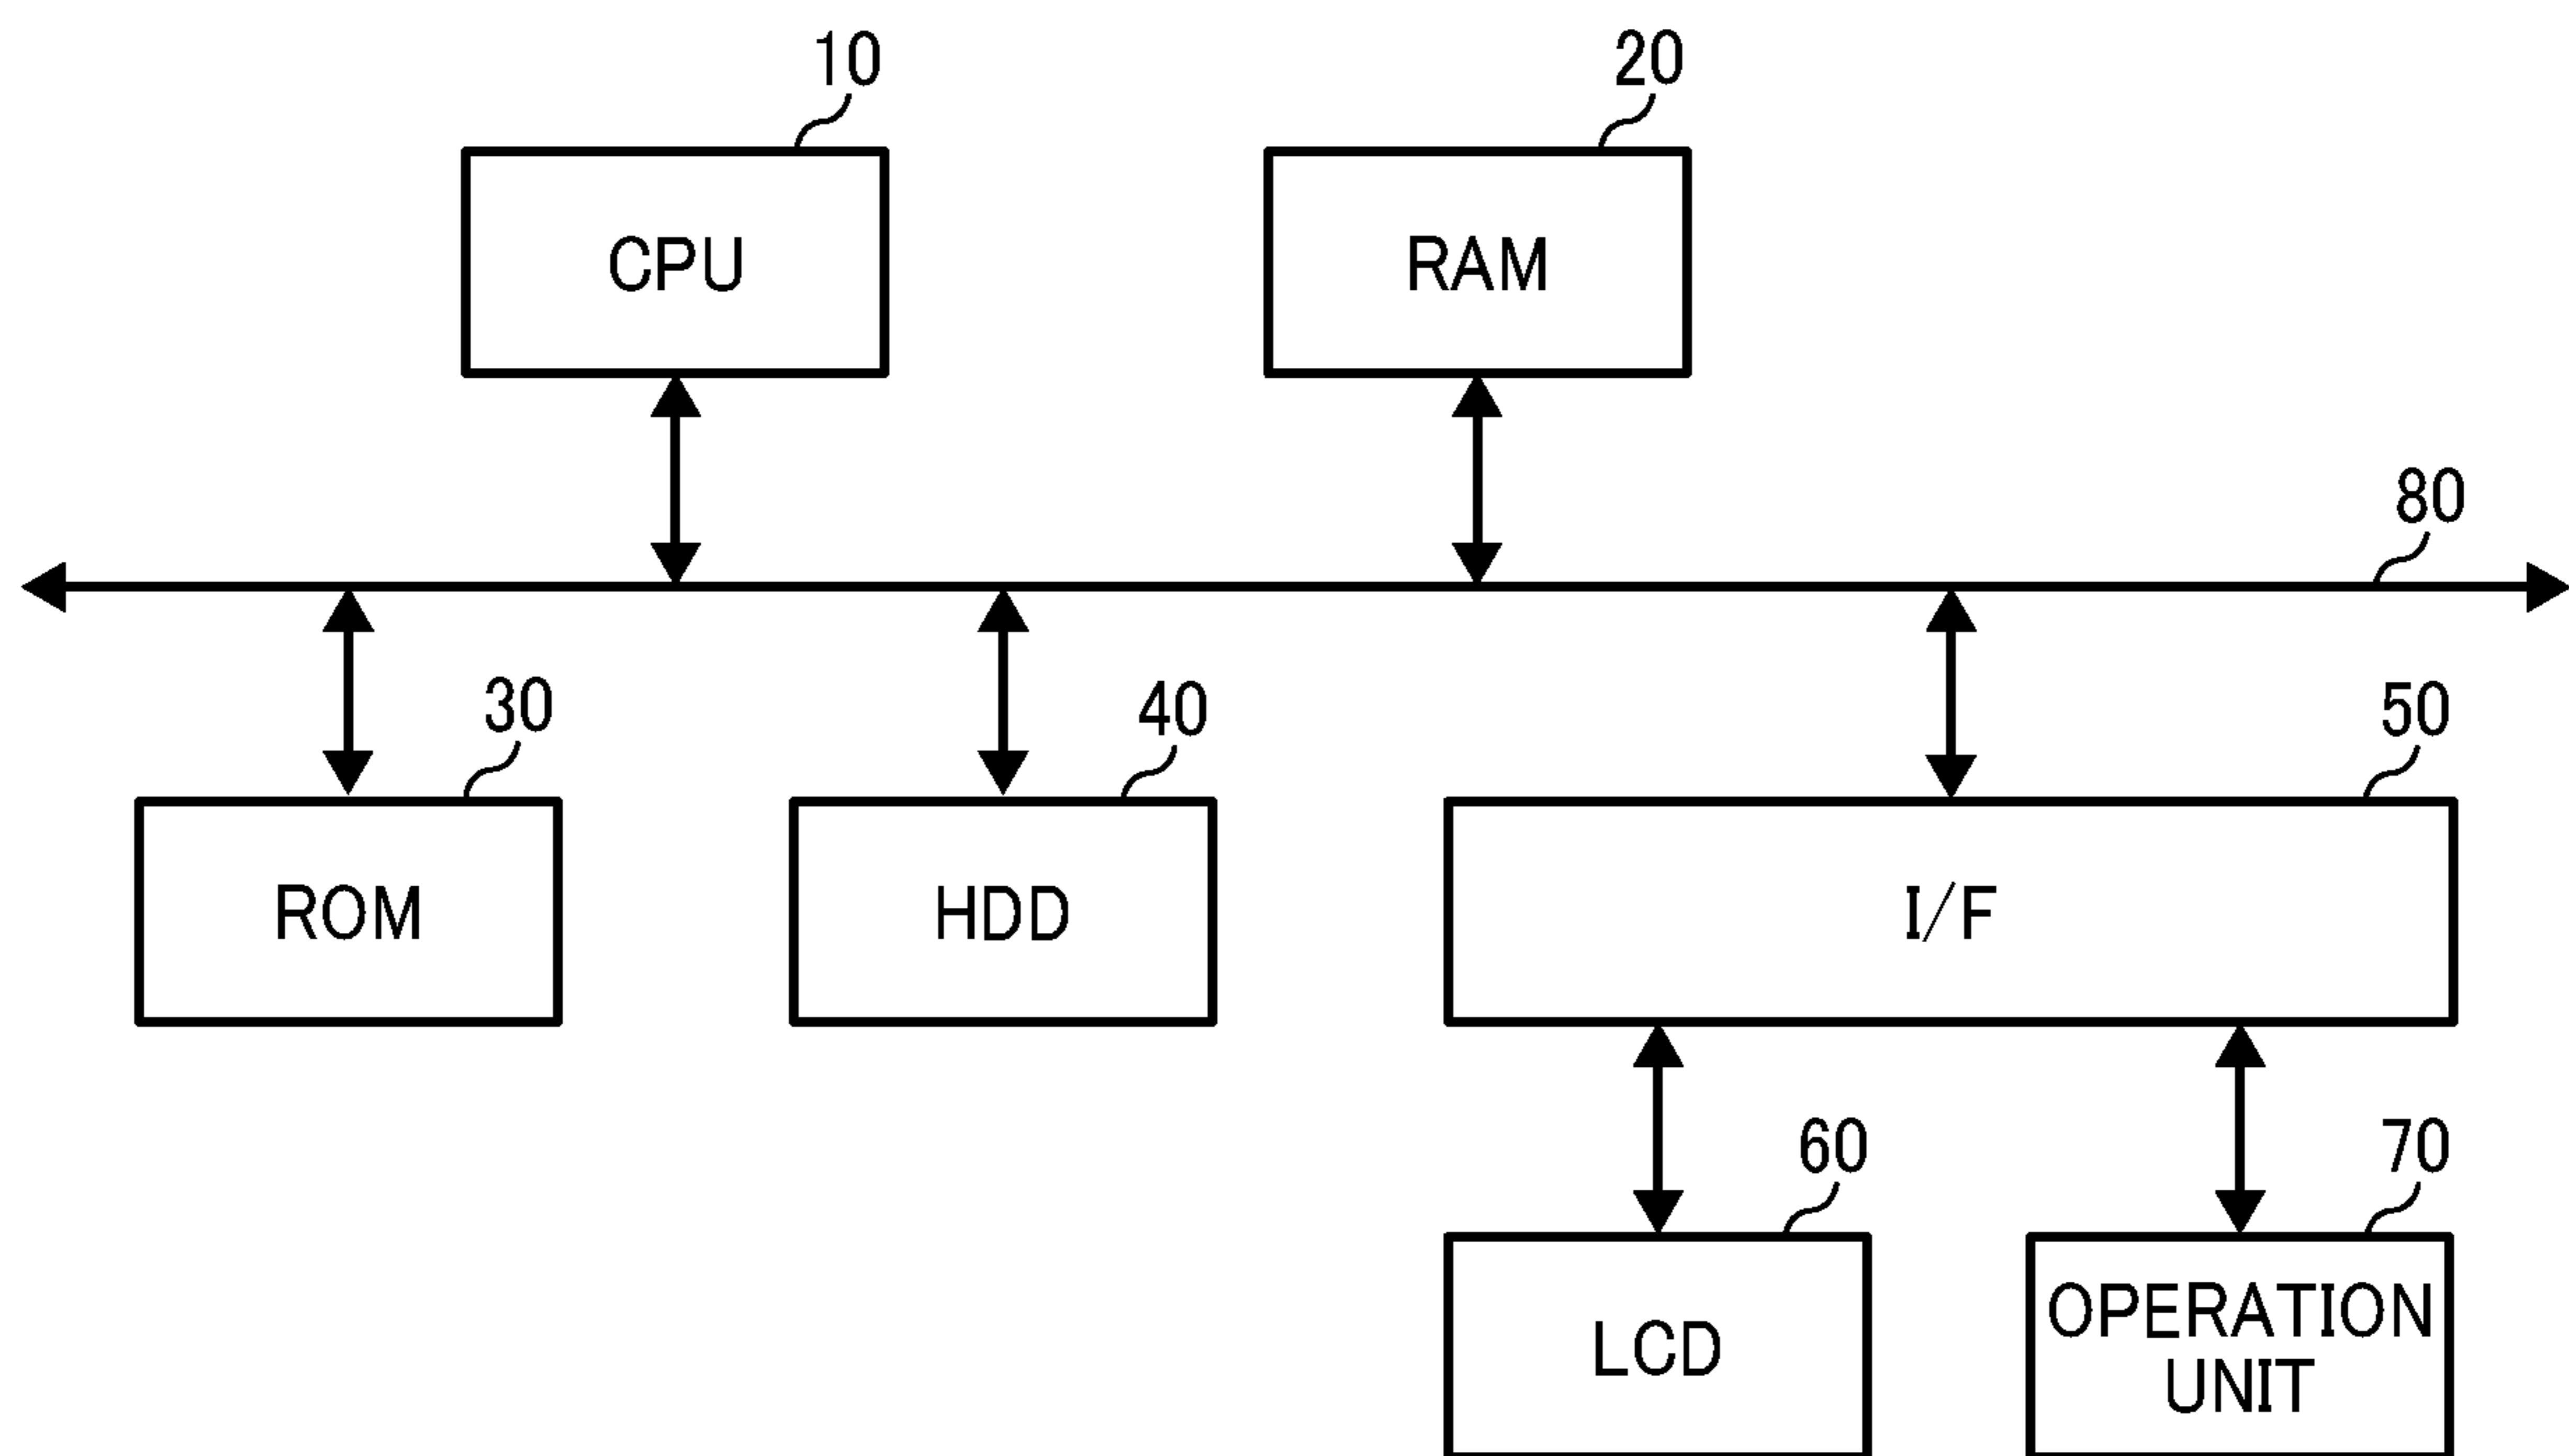 10
20
CPU
RAM
80
30
40
50
ROM
HDD
I/F
60
70
LCD
OPERATION
UNIT